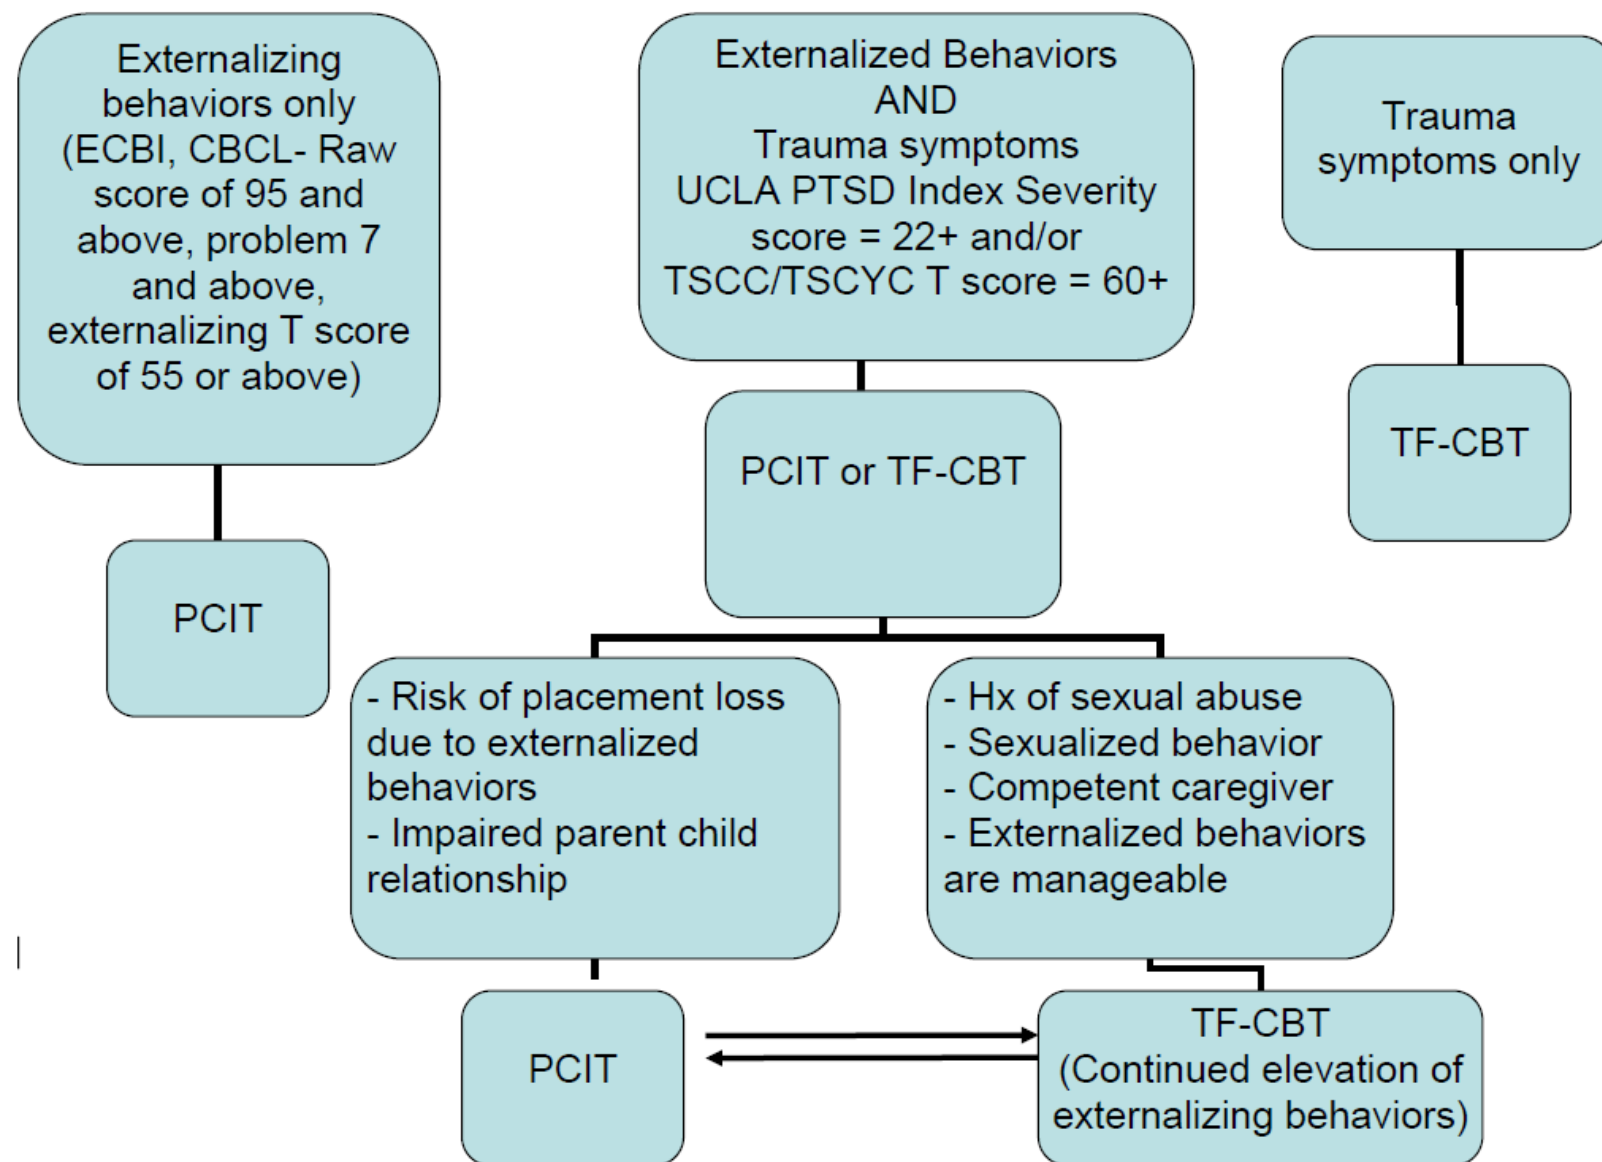 Externalizing
behaviors only
(ECBI, CBCL- Raw
score of 95 and
above, problem 7
and above,
externalizing T score
of 55 or above)
PCIT
Externalized Behaviors
AND
Trauma symptoms
UCLA PTSD Index Severity
score = 22+ and/or
TSCC/TSCYC T score = 60+
PCIT or TF-CBT
Trauma
symptoms only
TF-CBT
- Risk of placement loss
due to externalized
behaviors
- Impaired parent child
relationship
- Hx of sexual abuse
- Sexualized behavior
- Competent caregiver
- Externalized behaviors
are manageable
PCIT
TF-CBT
(Continued elevation of
externalizing behaviors)